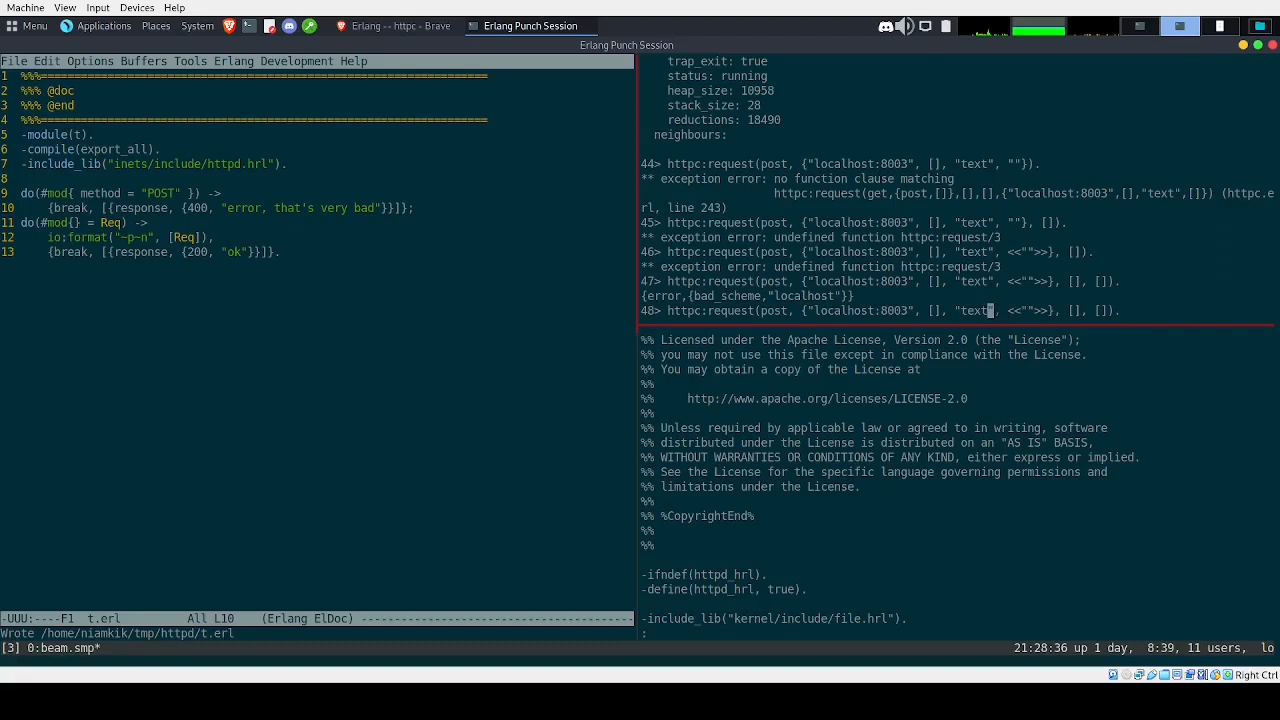 Machine View Input Devices Help
Menu Applications Places System Erlang -- httpc - Brave Erlang Punch Session
Erlang Punch Session
File Edit Options Buffers Tools Erlang Development Help
1 %%%===================================================================
2 %%% @doc
3 %%% @end
4 %%%===================================================================
5 -module(t).
6 -compile(export_all).
7 -include_lib("inets/include/httpd.hrl").
8
9 do(#mod{ method = "POST" }) ->
10     {break, [{response, {400, "error, that's very bad"}}]};
11 do(#mod{} = Req) ->
12     io:format("~p~n", [Req]),
13     {break, [{response, {200, "ok"}}]}.
-UUU:----F1  t.erl          All L10    (Erlang ElDoc) -----------------------------------------
Wrote /home/niamkik/tmp/httpd/t.erl
    trap_exit: true
    status: running
    heap_size: 10958
    stack_size: 28
    reductions: 18490
  neighbours:
44> httpc:request(post, {"localhost:8003", [], "text", ""}).
** exception error: no function clause matching
                    httpc:request(get,{post,[]},[],[],{"localhost:8003",[],"text",[]}) (httpc.e
rl, line 243)
45> httpc:request(post, {"localhost:8003", [], "text", ""}, []).
** exception error: undefined function httpc:request/3
46> httpc:request(post, {"localhost:8003", [], "text", <<"">>}, []).
** exception error: undefined function httpc:request/3
47> httpc:request(post, {"localhost:8003", [], "text", <<"">>}, [], []).
{error,{bad_scheme,"localhost"}}
48> httpc:request(post, {"localhost:8003", [], "text", <<"">>}, [], []).
%% Licensed under the Apache License, Version 2.0 (the "License");
%% you may not use this file except in compliance with the License.
%% You may obtain a copy of the License at
%%
%%     http://www.apache.org/licenses/LICENSE-2.0
%%
%% Unless required by applicable law or agreed to in writing, software
%% distributed under the License is distributed on an "AS IS" BASIS,
%% WITHOUT WARRANTIES OR CONDITIONS OF ANY KIND, either express or implied.
%% See the License for the specific language governing permissions and
%% limitations under the License.
%%
%% %CopyrightEnd%
%%
%%
-ifndef(httpd_hrl).
-define(httpd_hrl, true).
-include_lib("kernel/include/file.hrl").
:
[3] 0:beam.smp* 21:28:36 up 1 day,  8:39, 11 users,  lo
Right Ctrl